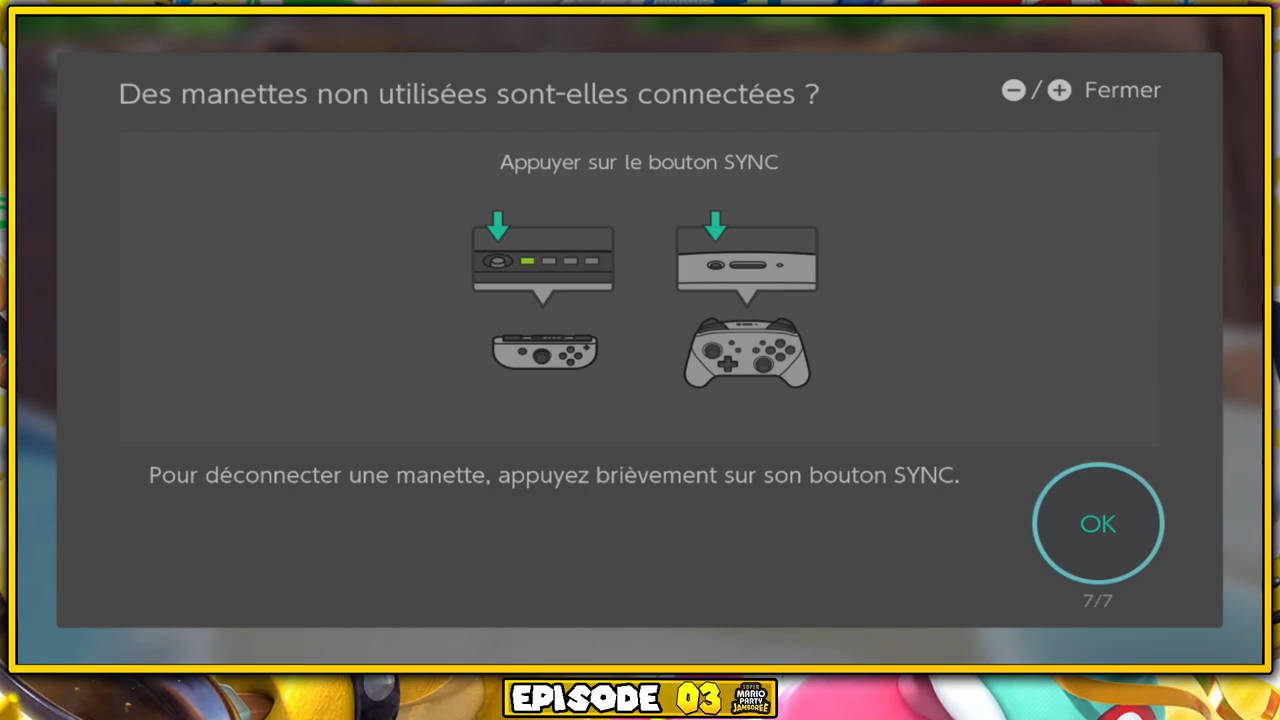 Des manettes non utilisées sont-elles connectées ?
−/+ Fermer
Appuyer sur le bouton SYNC
Pour déconnecter une manette, appuyez brièvement sur son bouton SYNC.
OK
7/7
EPISODE 03
SUPER
MARIO
PARTY
JAMBOREE